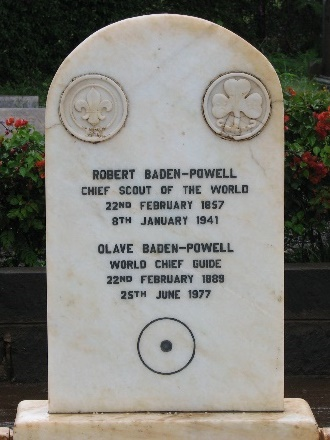 ROBERT BADEN-POWELL
CHIEF SCOUT OF THE WORLD
22ND FEBRUARY 1857
8TH JANUARY 1941
OLAVE BADEN-POWELL
WORLD CHIEF GUIDE
22ND FEBRUARY 1889
25TH JUNE 1977